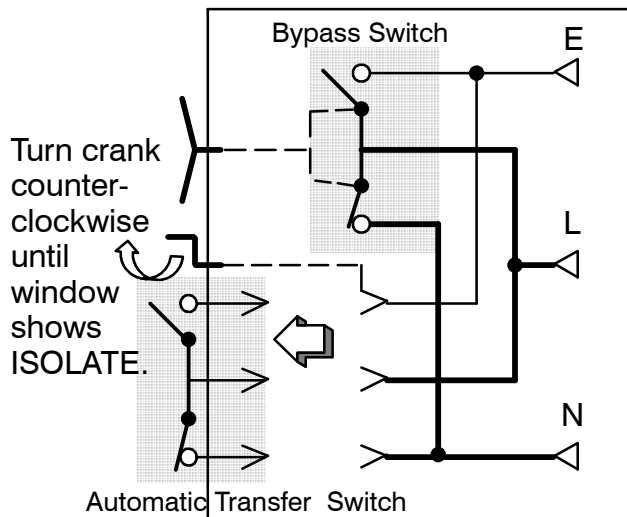 Bypass Switch
E
Turn crank
counter-
clockwise
until
window
shows
ISOLATE.
L
N
Automatic Transfer Switch